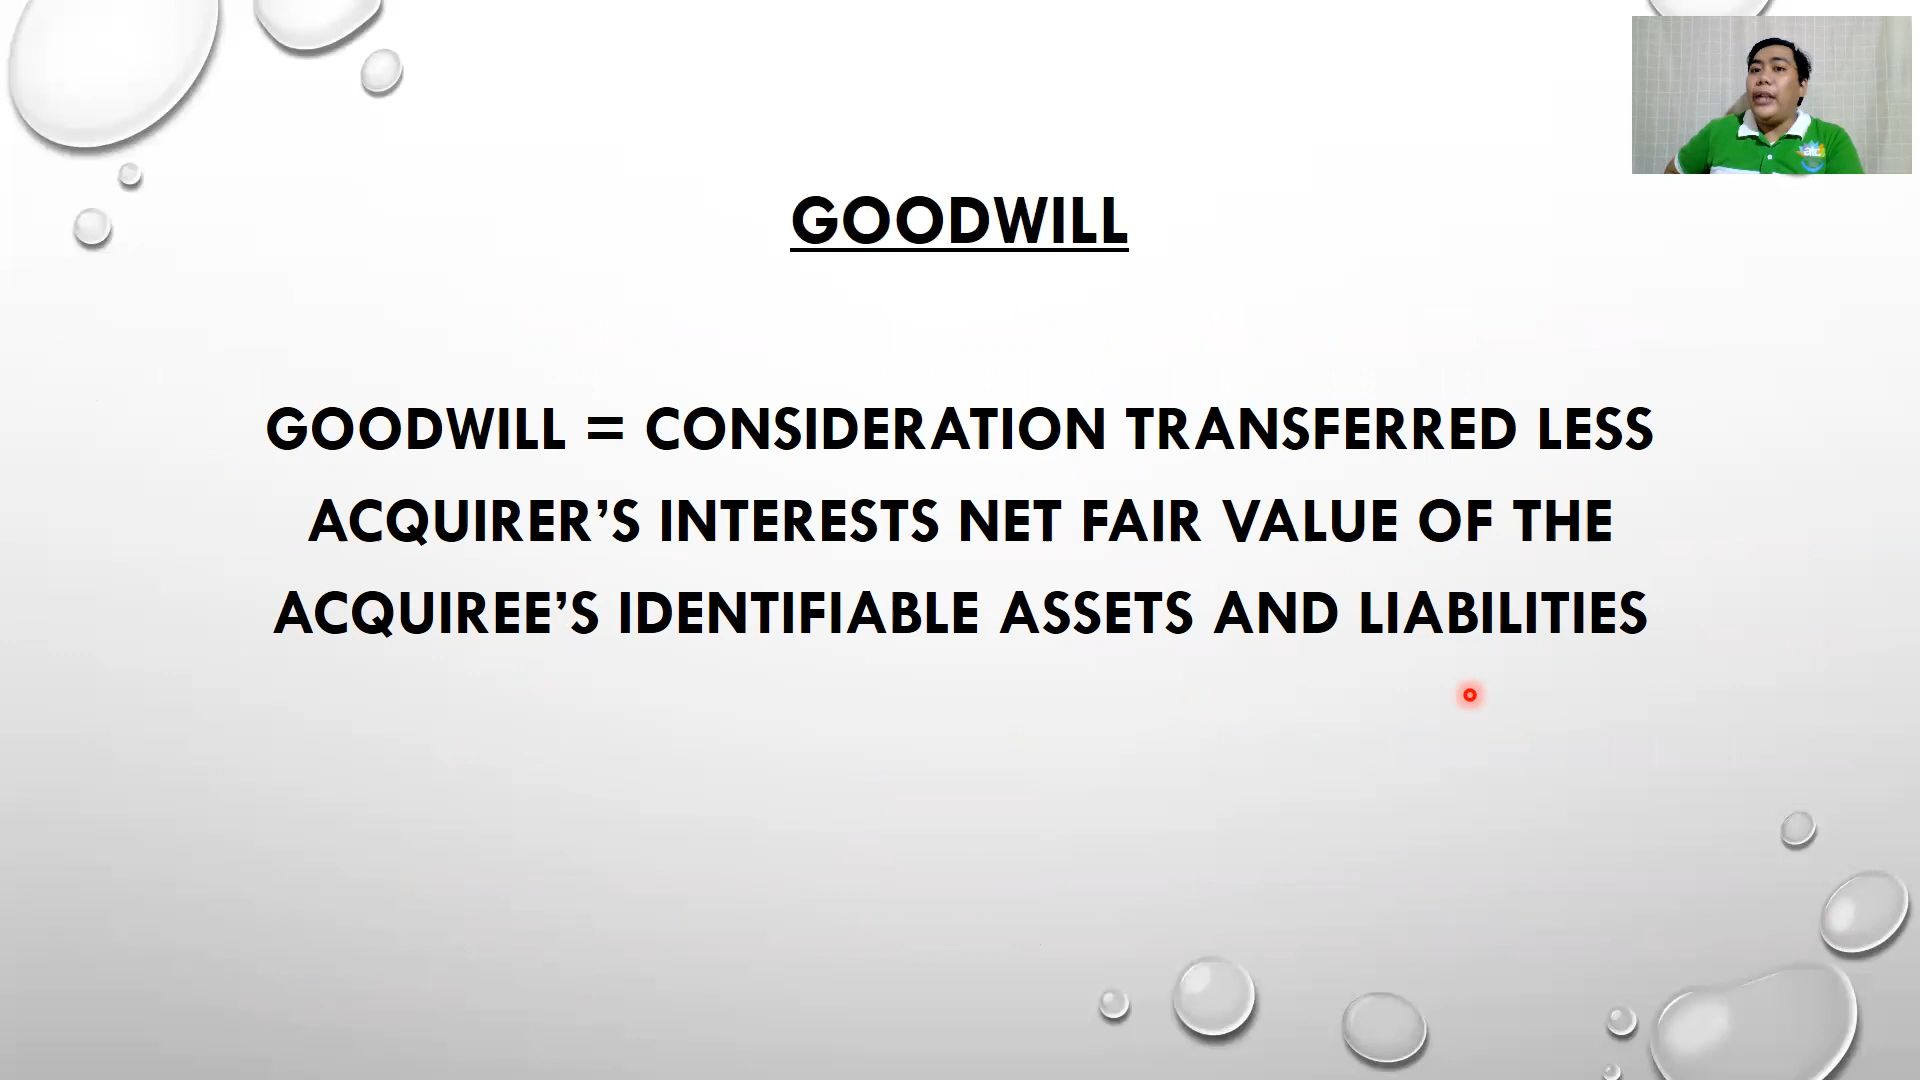 GOODWILL
GOODWILL = CONSIDERATION TRANSFERRED LESS
ACQUIRER’S INTERESTS NET FAIR VALUE OF THE
ACQUIREE’S IDENTIFIABLE ASSETS AND LIABILITIES